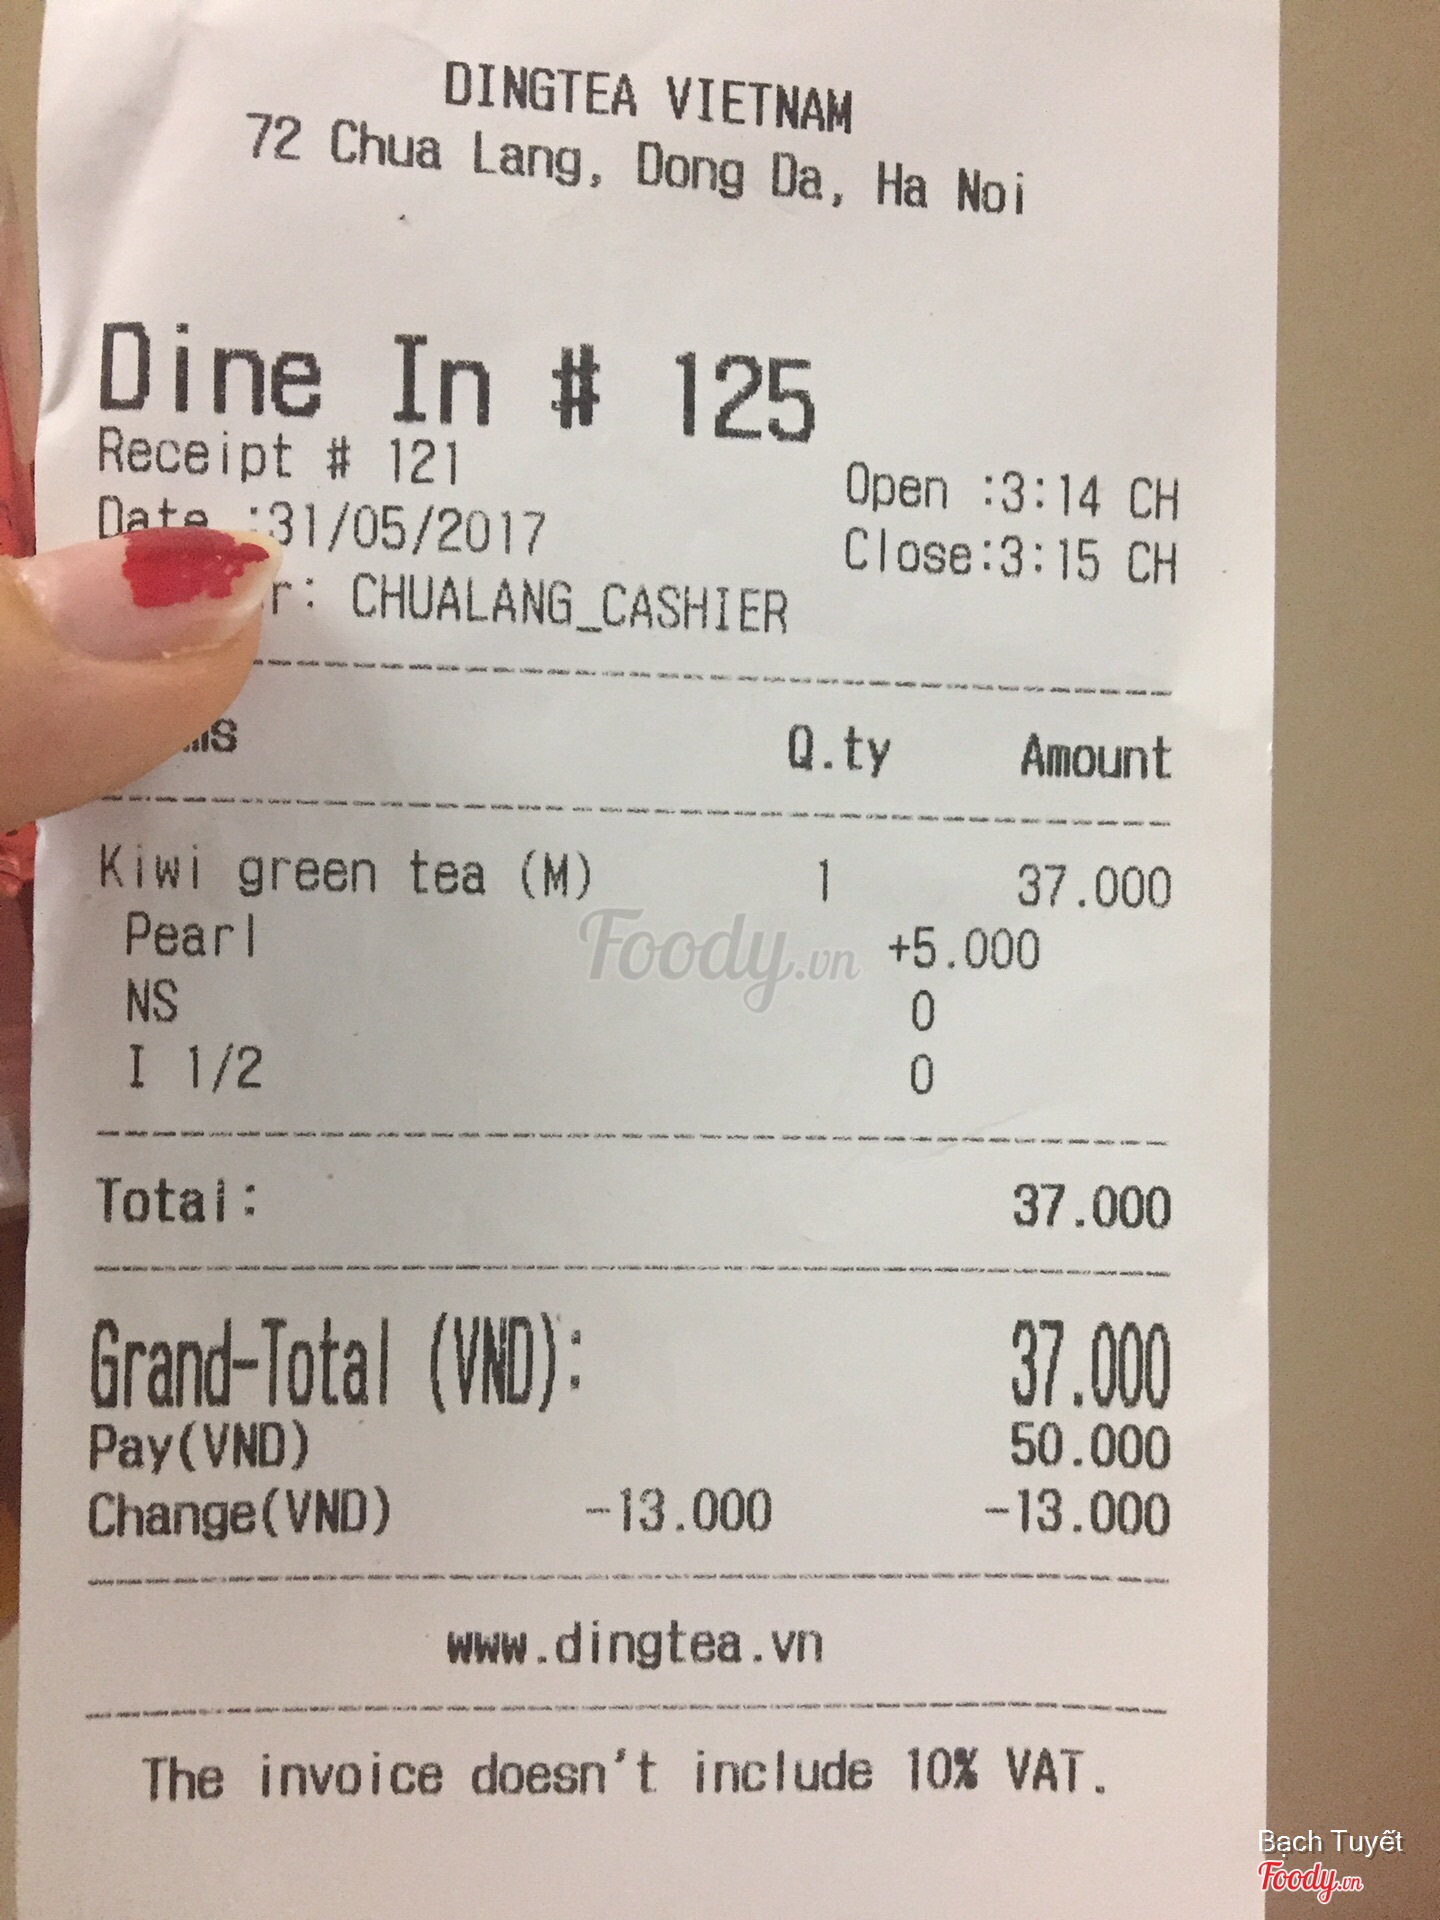 DINGTEA VIETNAM
72 Chua Lang, Dong Da, Ha Noi
Dine In # 125
Receipt # 121
Open :3:14 CH
Date :31/05/2017
Close:3:15 CH
CHUALANG_CASHIER
Q.ty Amount
Kiwi green tea (M) 1 37.000
Pearl +5.000
NS 0
I 1/2 0
Total: 37.000
Grand-Total (VND): 37.000
Pay(VND) 50.000
Change(VND) -13.000 -13.000
www.dingtea.vn
The invoice doesn't include 10% VAT.
Foody.vn
Bạch Tuyết
Foody.vn